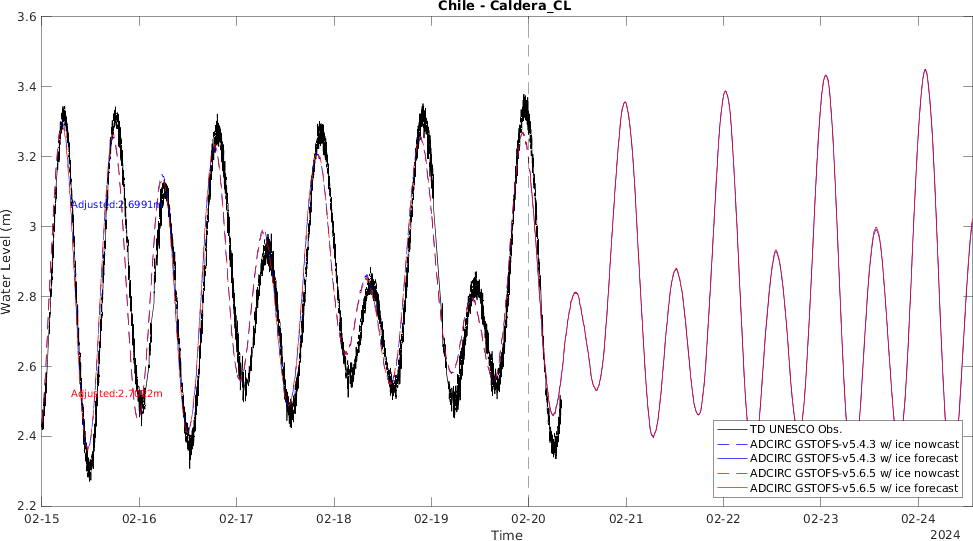 Chile - Caldera_CL
3.6
3.4
3.2
3
2.8
2.6
2.4
2.2
Water Level (m)
Adjusted:2.6991m
TD UNESCO Obs.
ADCIRC GSTOFS-v5.4.3 w/ ice nowcast
ADCIRC GSTOFS-v5.4.3 w/ ice forecast
ADCIRC GSTOFS-v5.6.5 w/ ice nowcast
ADCIRC GSTOFS-v5.6.5 w/ ice forecast
02-15 02-16 02-17 02-18 02-19 02-20 02-21 02-22 02-23 02-24
Time
2024